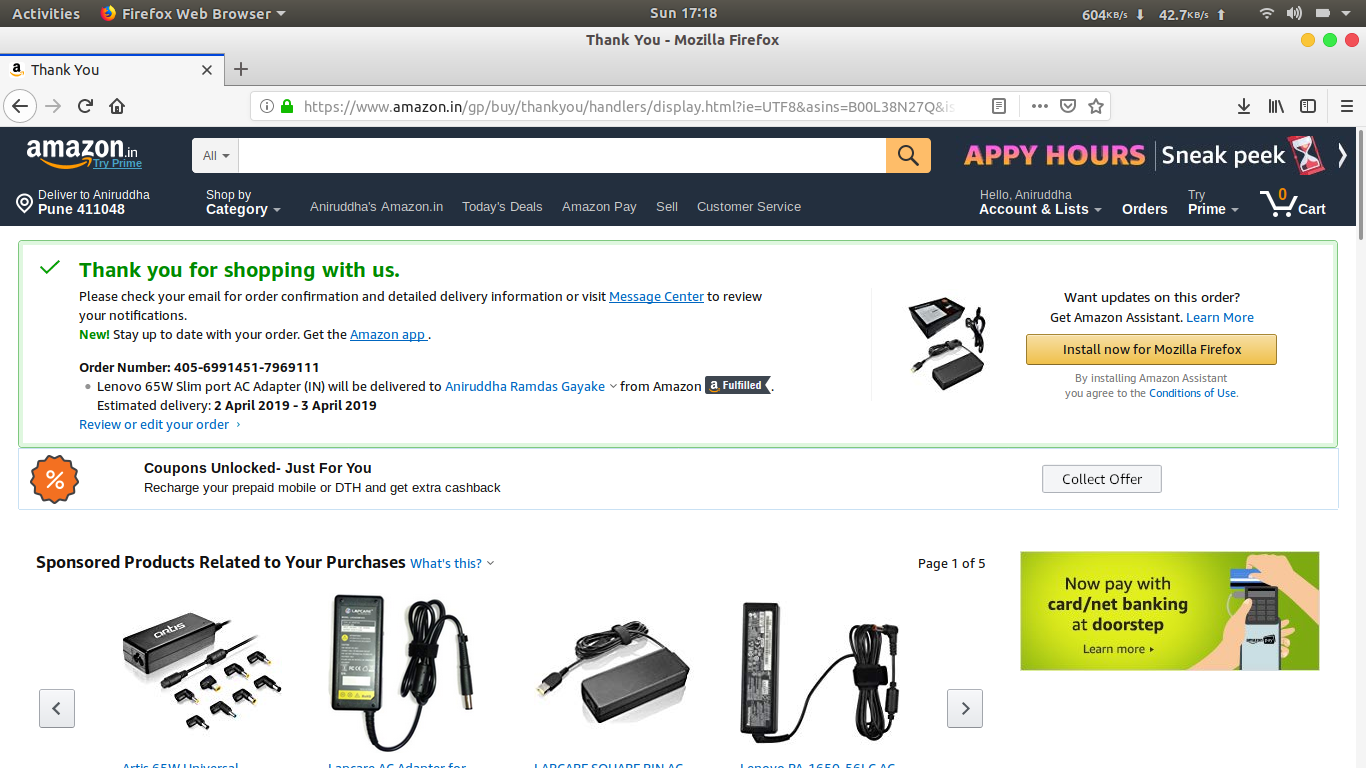 Activities Firefox Web Browser Sun 17:18 604KB/s 42.7KB/s
Thank You - Mozilla Firefox
Thank You
https://www.amazon.in/gp/buy/thankyou/handlers/display.html?ie=UTF8&asins=B00L38N27Q&is
amazon.in
Try Prime
All
APPY HOURS Sneak peek
Deliver to Aniruddha
Pune 411048
Shop by
Category
Aniruddha's Amazon.in Today's Deals Amazon Pay Sell Customer Service
Hello, Aniruddha
Account & Lists
Orders
Try
Prime
0
Cart
Thank you for shopping with us.
Please check your email for order confirmation and detailed delivery information or visit Message Center to review
your notifications.
New! Stay up to date with your order. Get the Amazon app .
Order Number: 405-6991451-7969111
• Lenovo 65W Slim port AC Adapter (IN) will be delivered to Aniruddha Ramdas Gayake from Amazon a Fulfilled .
Estimated delivery: 2 April 2019 - 3 April 2019
Review or edit your order ›
Want updates on this order?
Get Amazon Assistant. Learn More
Install now for Mozilla Firefox
By installing Amazon Assistant
you agree to the Conditions of Use.
%
Coupons Unlocked- Just For You
Recharge your prepaid mobile or DTH and get extra cashback
Collect Offer
Sponsored Products Related to Your Purchases What's this?
Page 1 of 5
artis
LAPCARE
Now pay with
card/net banking
at doorstep
Learn more
amazon pay
Artis 65W Universal
Lapcare AC Adapter for
LAPCARE SQUARE PIN AC
Lenovo PA-1650-56LC AC